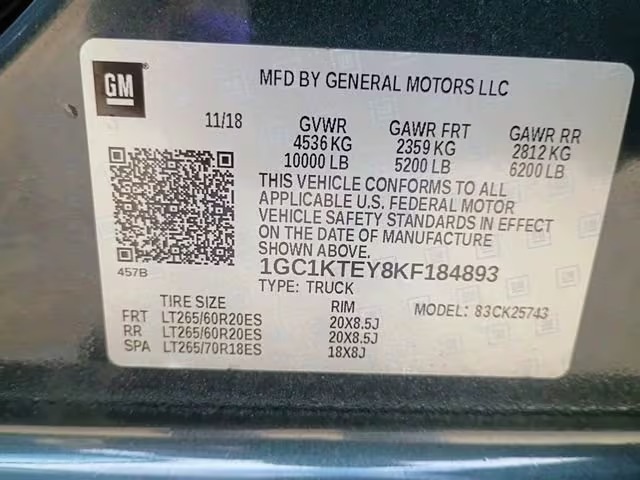 GM
MFD BY GENERAL MOTORS LLC
11/18 GVWR GAWR FRT GAWR RR
4536 KG 2359 KG 2812 KG
10000 LB 5200 LB 6200 LB
THIS VEHICLE CONFORMS TO ALL
APPLICABLE U.S. FEDERAL MOTOR
VEHICLE SAFETY STANDARDS IN EFFECT
ON THE DATE OF MANUFACTURE
SHOWN ABOVE.
457B 1GC1KTEY8KF184893
TYPE: TRUCK
TIRE SIZE RIM MODEL: 83CK25743
FRT LT265/60R20ES 20X8.5J
RR LT265/60R20ES 20X8.5J
SPA LT265/70R18ES 18X8J